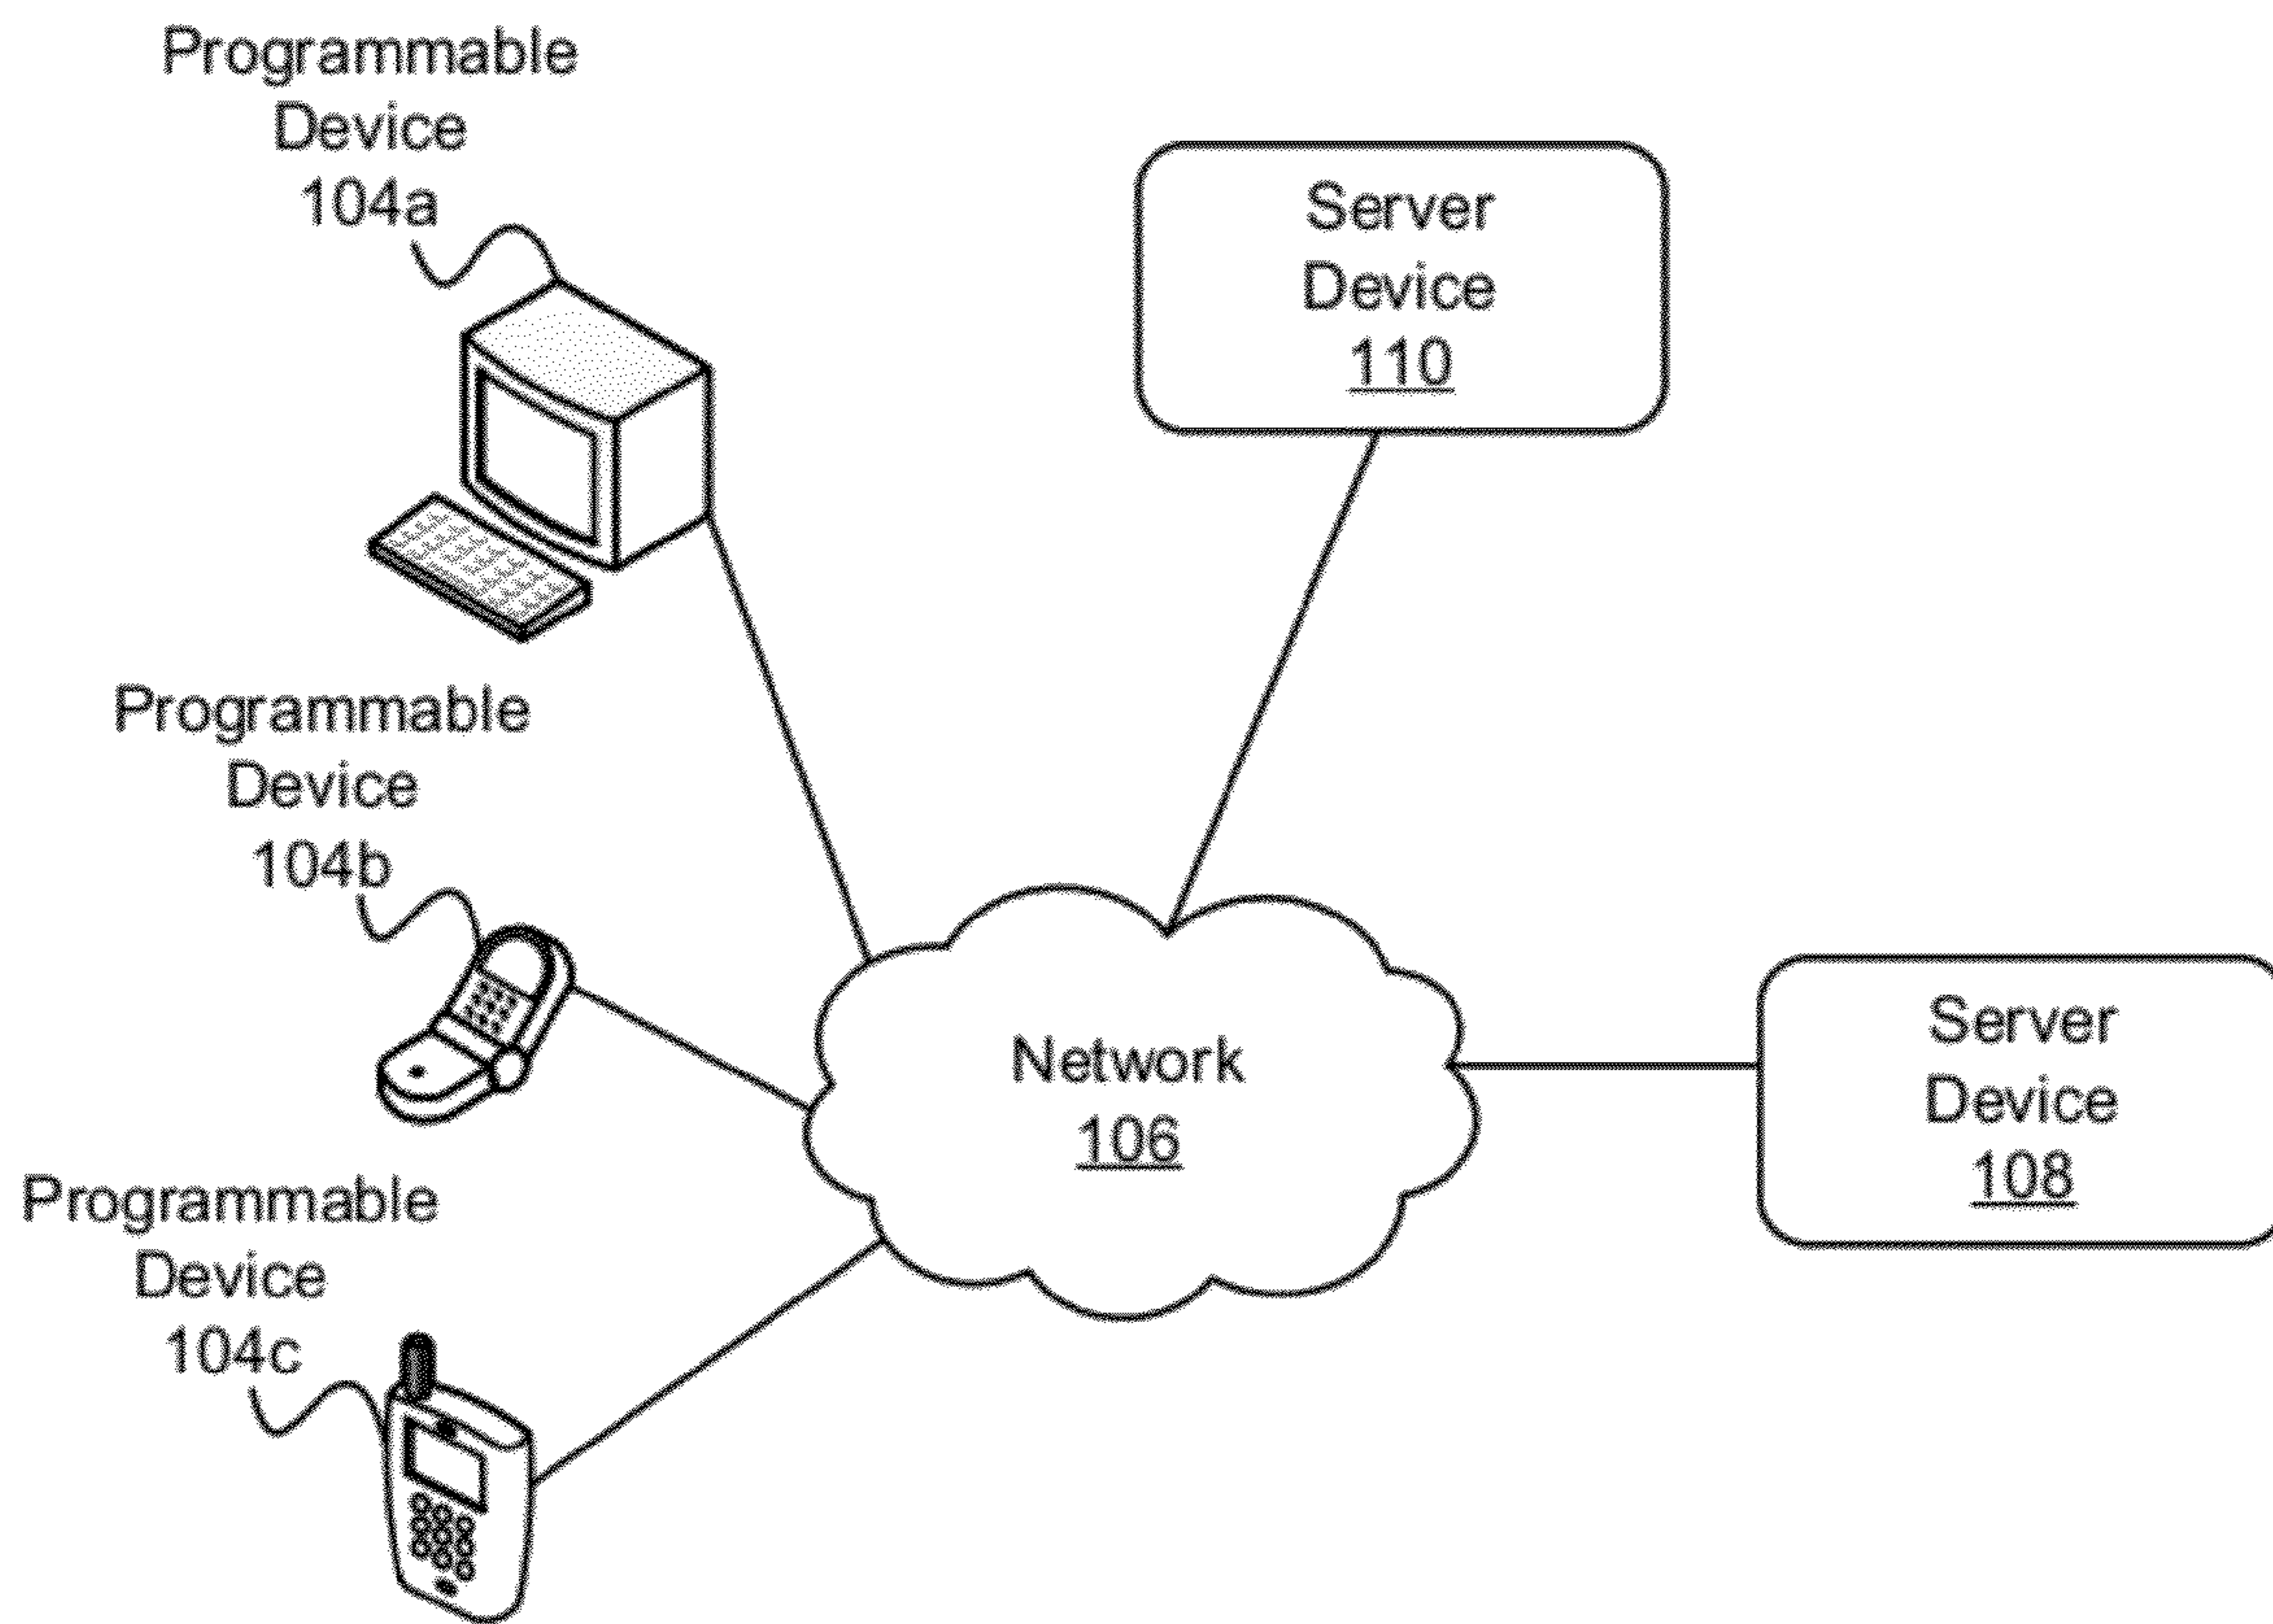 Programmable
Device
104a
Server
Device
110
Programmable
Device
104b
Network
106
Server
Device
108
Programmable
Device
104c